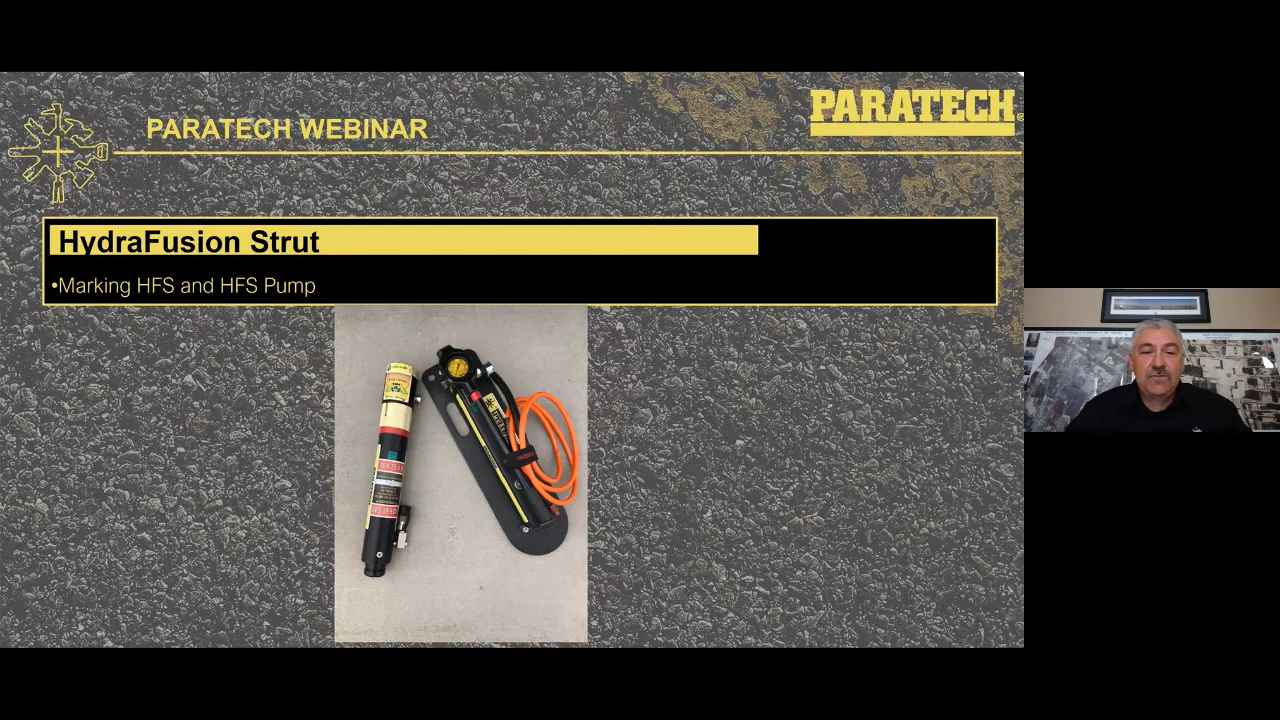 PARATECH WEBINAR
PARATECH
HydraFusion Strut
•Marking HFS and HFS Pump